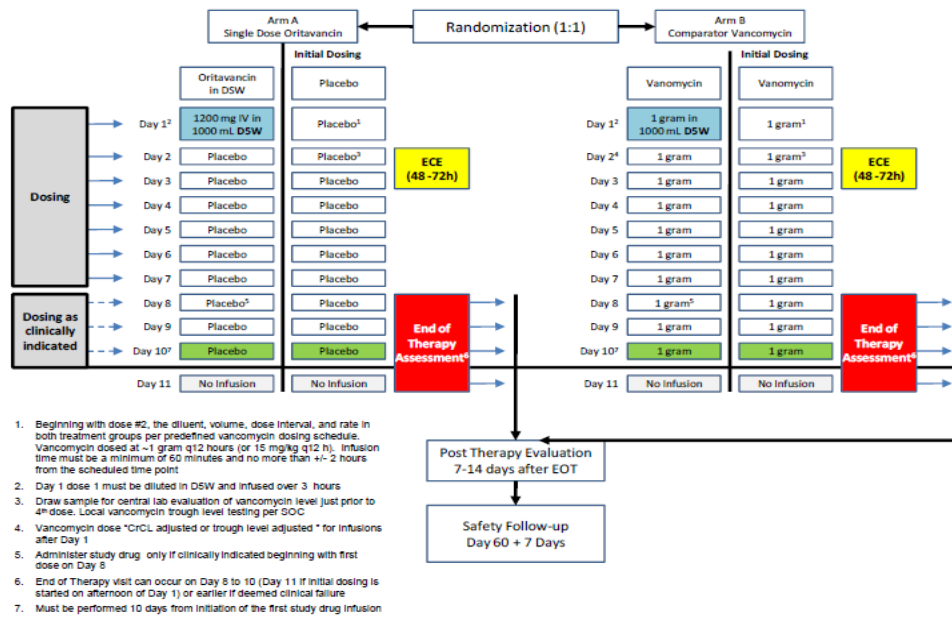 Arm A
Single Dose Oritavancin
Randomization (1:1)
Arm B
Comparator Vancomycin
Initial Dosing
Initial Dosing
Oritavancin
in D5W
Placebo
Vanomycin
Vanomycin
Dosing
Day 1² 1200 mg IV in
1000 mL D5W
Placebo¹
Day 1² 1 gram in
1000 mL D5W
1 gram¹
Day 2 Placebo Placebo³
ECE
(48 -72h)
Day 2⁴ 1 gram 1 gram³
ECE
(48 -72h)
Day 3 Placebo Placebo Day 3 1 gram 1 gram
Day 4 Placebo Placebo Day 4 1 gram 1 gram
Day 5 Placebo Placebo Day 5 1 gram 1 gram
Day 6 Placebo Placebo Day 6 1 gram 1 gram
Day 7 Placebo Placebo Day 7 1 gram 1 gram
Dosing as
clinically
indicated
Day 8 Placebo⁵ Placebo Day 8 1 gram⁵ 1 gram
Day 9 Placebo Placebo Day 9 1 gram 1 gram
Day 10⁷ Placebo Placebo Day 10⁷ 1 gram 1 gram
End of
Therapy
Assessment⁶
End of
Therapy
Assessment⁶
Day 11 No Infusion No Infusion Day 11 No Infusion No Infusion
1. Beginning with dose #2, the diluent, volume, dose interval, and rate in
both treatment groups per predefined vancomycin dosing schedule.
Vancomycin dosed at ~1 gram q12 hours (or 15 mg/kg q12 h). Infusion
time must be a minimum of 60 minutes and no more than +/- 2 hours
from the scheduled time point
2. Day 1 dose 1 must be diluted in D5W and infused over 3 hours
3. Draw sample for central lab evaluation of vancomycin level just prior to
4th dose. Local vancomycin trough level testing per SOC
4. Vancomycin dose "CrCL adjusted or trough level adjusted " for infusions
after Day 1
5. Administer study drug only if clinically indicated beginning with first
dose on Day 8
6. End of Therapy visit can occur on Day 8 to 10 (Day 11 if initial dosing is
started on afternoon of Day 1) or earlier if deemed clinical failure
7. Must be performed 10 days from initiation of the first study drug infusion
Post Therapy Evaluation
7-14 days after EOT
Safety Follow-up
Day 60 + 7 Days